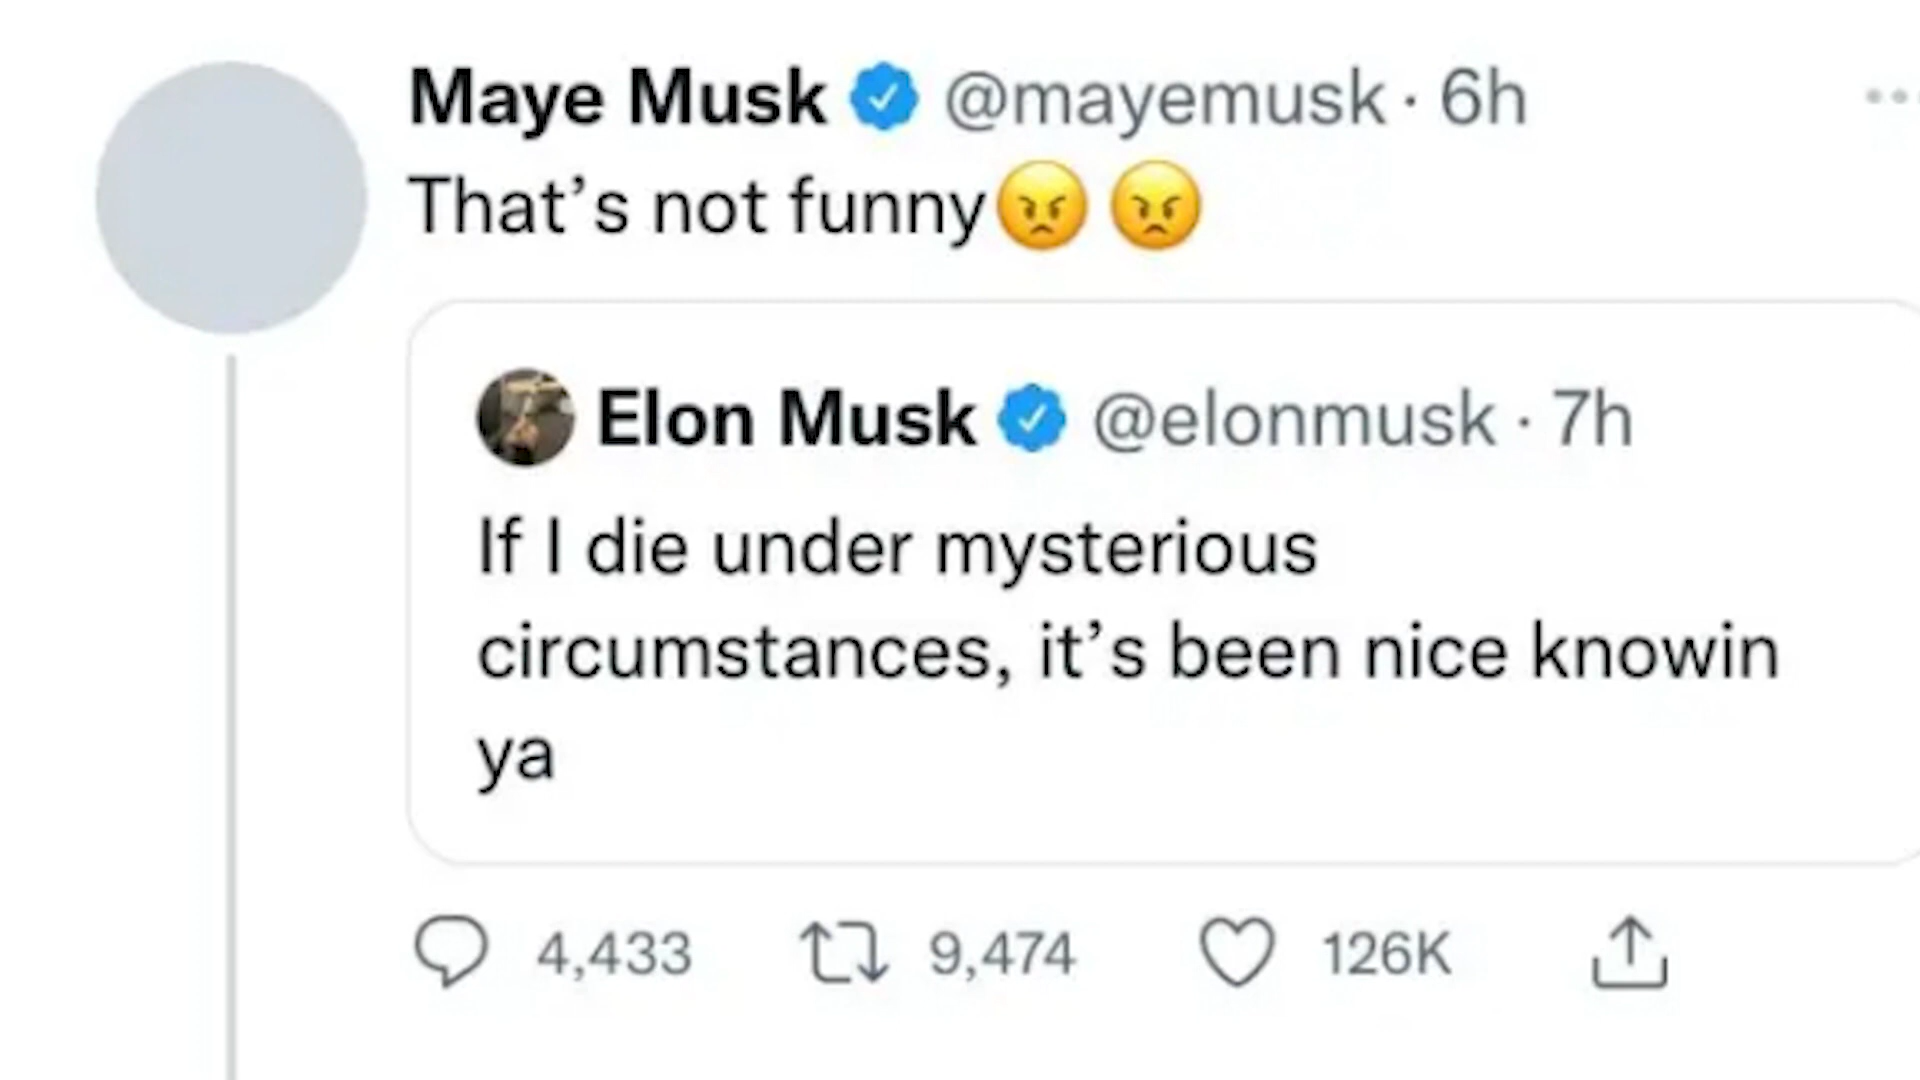 Maye Musk @mayemusk · 6h
That’s not funny😠 😠
Elon Musk @elonmusk · 7h
If I die under mysterious
circumstances, it’s been nice knowin
ya
4,433 9,474 126K